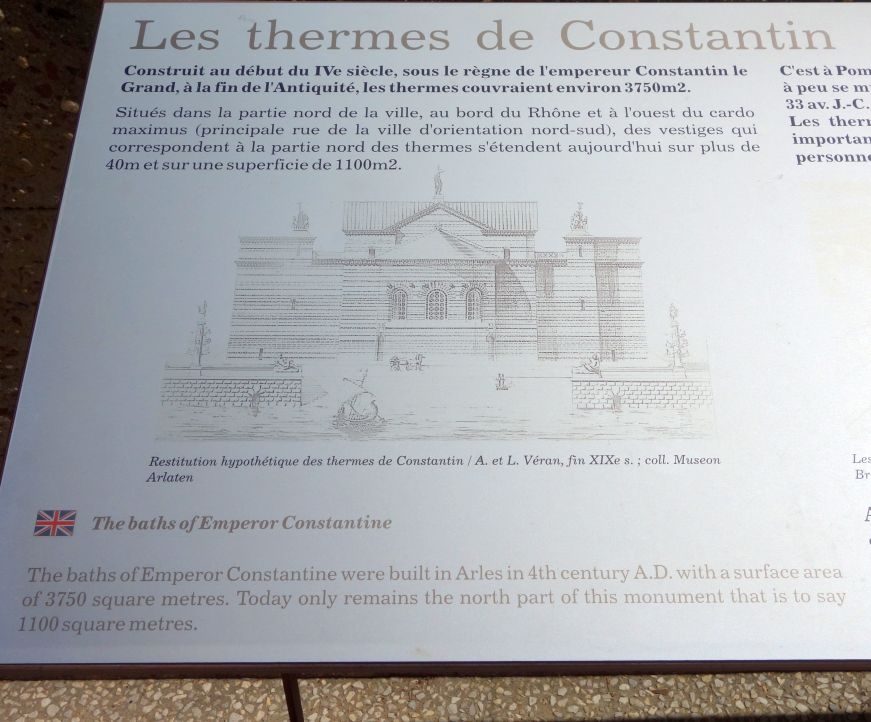 Les thermes de Constantin
Construit au début du IVe siècle, sous le règne de l'empereur Constantin le
Grand, à la fin de l'Antiquité, les thermes couvraient environ 3750m2.
Situés dans la partie nord de la ville, au bord du Rhône et à l'ouest du cardo
maximus (principale rue de la ville d'orientation nord-sud), des vestiges qui
correspondent à la partie nord des thermes s'étendent aujourd'hui sur plus de
40m et sur une superficie de 1100m2.
Restitution hypothétique des thermes de Constantin / A. et L. Véran, fin XIXe s. ; coll. Museon
Arlaten
The baths of Emperor Constantine
The baths of Emperor Constantine were built in Arles in 4th century A.D. with a surface area
of 3750 square metres. Today only remains the north part of this monument that is to say
1100 square metres.
C'est à Pom
à peu se m
33 av. J.-C.
Les ther
importan
personne
Les
Br